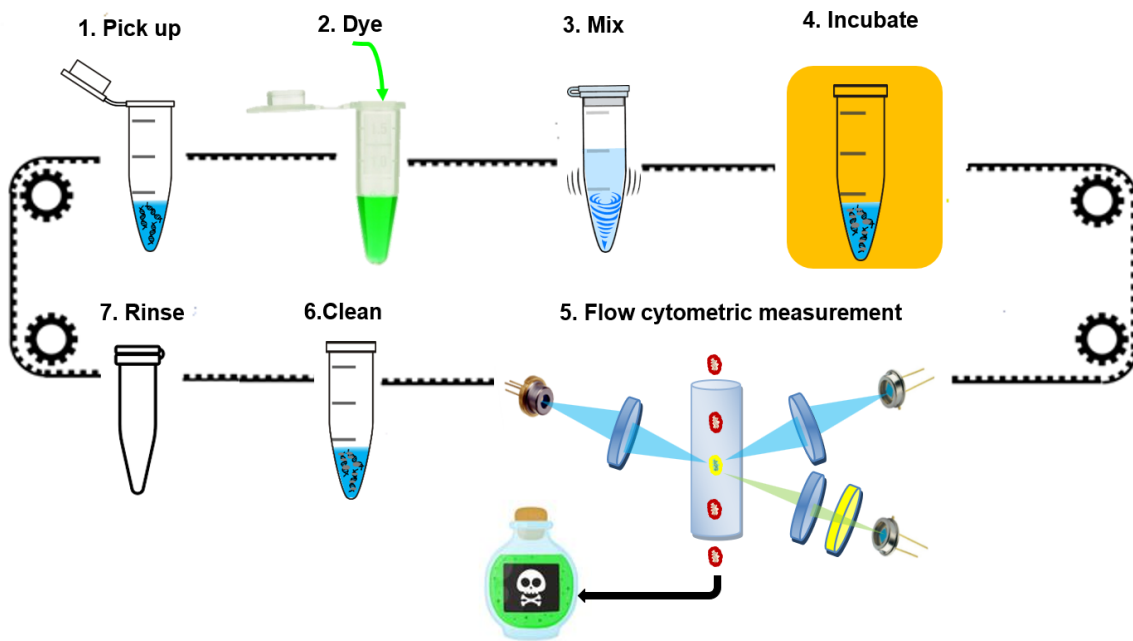 1. Pick up
2. Dye
3. Mix
4. Incubate
7. Rinse
6.Clean
5. Flow cytometric measurement